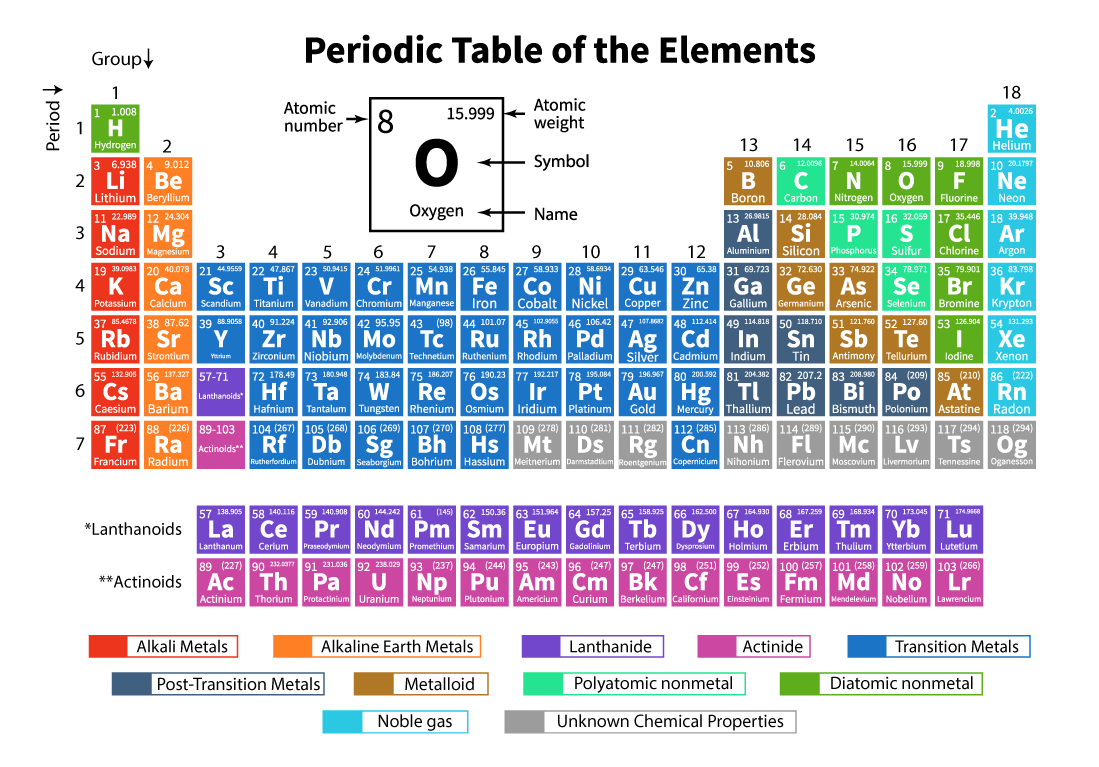 Periodic Table of the Elements
Group↓
Period ↓
1
18
1 1.008
2 4.0026
1
H
He
Hydrogen
Helium
Atomic number
8 15.999
Atomic weight
O
Symbol
Oxygen
Name
2
13 14 15 16 17
3 6.938 4 9.012 5 10.806 6 12.0096 7 14.0064 8 15.999 9 18.998 10 20.1797
2 Li Be B C N O F Ne
Lithium Beryllium Boron Carbon Nitrogen Oxygen Fluorine Neon
11 22.989 12 24.304 13 26.9815 14 28.084 15 30.974 16 32.059 17 35.446 18 39.948
3 Na Mg Al Si P S Cl Ar
Sodium Magnesium Aluminium Silicon Phosphorus Sulfur Chlorine Argon
3 4 5 6 7 8 9 10 11 12
19 39.0983 20 40.078 21 44.9559 22 47.867 23 50.9415 24 51.9961 25 54.938 26 55.845 27 58.933 28 58.6934 29 63.546 30 65.38 31 69.723 32 72.630 33 74.922 34 78.971 35 79.901 36 83.798
4 K Ca Sc Ti V Cr Mn Fe Co Ni Cu Zn Ga Ge As Se Br Kr
Potassium Calcium Scandium Titanium Vanadium Chromium Manganese Iron Cobalt Nickel Copper Zinc Gallium Germanium Arsenic Selenium Bromine Krypton
37 85.4678 38 87.62 39 88.9058 40 91.224 41 92.906 42 95.95 43 (98) 44 101.07 45 102.9055 46 106.42 47 107.8682 48 112.414 49 114.818 50 118.710 51 121.760 52 127.60 53 126.904 54 131.293
5 Rb Sr Y Zr Nb Mo Tc Ru Rh Pd Ag Cd In Sn Sb Te I Xe
Rubidium Strontium Yttrium Zirconium Niobium Molybdenum Technetium Ruthenium Rhodium Palladium Silver Cadmium Indium Tin Antimony Tellurium Iodine Xenon
55 132.905 56 137.327 57-71 72 178.49 73 180.948 74 183.84 75 186.207 76 190.23 77 192.217 78 195.084 79 196.967 80 200.592 81 204.382 82 207.2 83 208.980 84 (209) 85 (210) 86 (222)
6 Cs Ba Lanthanoids* Hf Ta W Re Os Ir Pt Au Hg Tl Pb Bi Po At Rn
Caesium Barium Hafnium Tantalum Tungsten Rhenium Osmium Iridium Platinum Gold Mercury Thallium Lead Bismuth Polonium Astatine Radon
87 (223) 88 (226) 89-103 104 (267) 105 (268) 106 (269) 107 (270) 108 (277) 109 (278) 110 (281) 111 (282) 112 (285) 113 (286) 114 (289) 115 (290) 116 (293) 117 (294) 118 (294)
7 Fr Ra Actinoids** Rf Db Sg Bh Hs Mt Ds Rg Cn Nh Fl Mc Lv Ts Og
Francium Radium Rutherfordium Dubnium Seaborgium Bohrium Hassium Meitnerium Darmstadtium Roentgenium Copernicium Nihonium Flerovium Moscovium Livermorium Tennessine Oganesson
57 138.905 58 140.116 59 140.908 60 144.242 61 (145) 62 150.36 63 151.964 64 157.25 65 158.925 66 162.500 67 164.930 68 167.259 69 168.934 70 173.045 71 174.9668
*Lanthanoids La Ce Pr Nd Pm Sm Eu Gd Tb Dy Ho Er Tm Yb Lu
Lanthanum Cerium Praseodymium Neodymium Promethium Samarium Europium Gadolinium Terbium Dysprosium Holmium Erbium Thulium Ytterbium Lutetium
89 (227) 90 232.0377 91 231.036 92 238.029 93 (237) 94 (244) 95 (243) 96 (247) 97 (247) 98 (251) 99 (252) 100 (257) 101 (258) 102 (259) 103 (266)
**Actinoids Ac Th Pa U Np Pu Am Cm Bk Cf Es Fm Md No Lr
Actinium Thorium Protactinium Uranium Neptunium Plutonium Americium Curium Berkelium Californium Einsteinium Fermium Mendelevium Nobelium Lawrencium
Alkali Metals Alkaline Earth Metals Lanthanide Actinide Transition Metals
Post-Transition Metals Metalloid Polyatomic nonmetal Diatomic nonmetal
Noble gas Unknown Chemical Properties